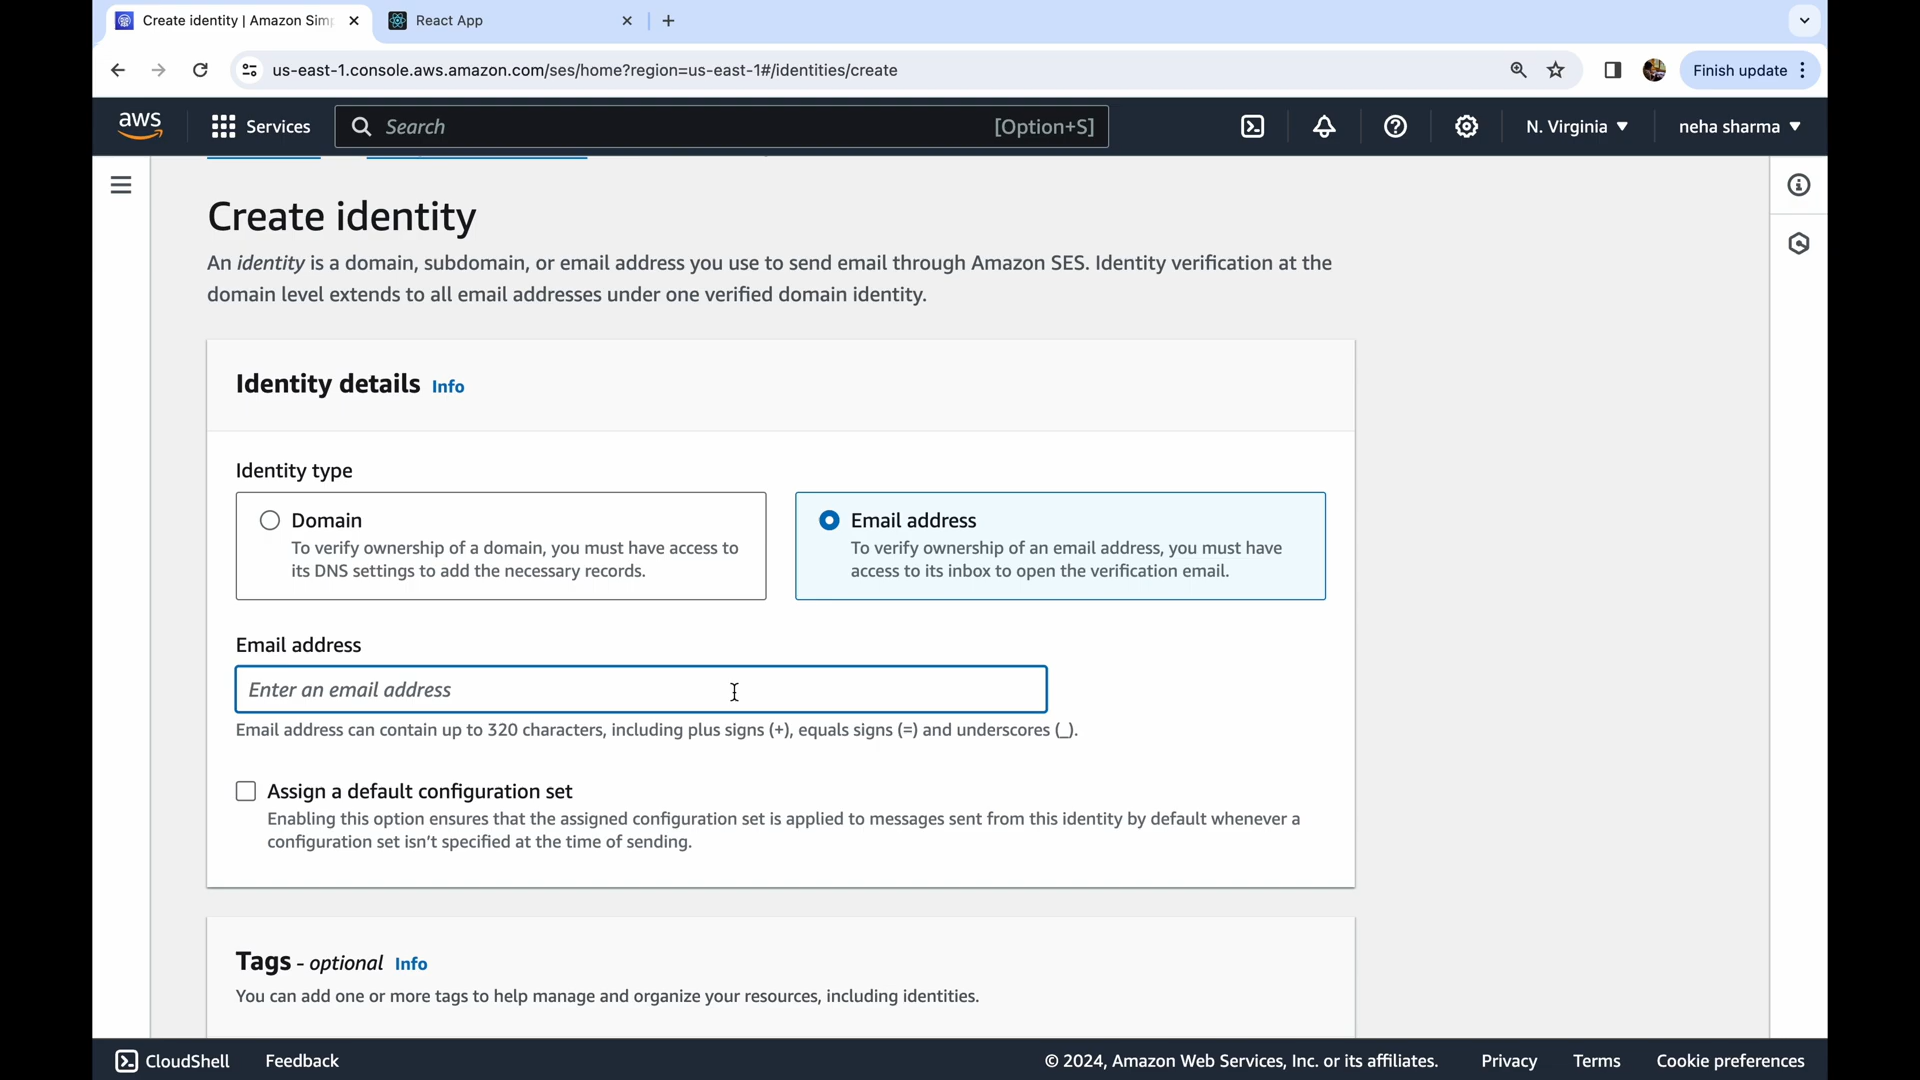 Create identity | Amazon Sim
React App
us-east-1.console.aws.amazon.com/ses/home?region=us-east-1#/identities/create
Finish update
aws
Services
Search
[Option+S]
N. Virginia
neha sharma
Create identity
An identity is a domain, subdomain, or email address you use to send email through Amazon SES. Identity verification at the
domain level extends to all email addresses under one verified domain identity.
Identity details Info
Identity type
Domain
To verify ownership of a domain, you must have access to
its DNS settings to add the necessary records.
Email address
To verify ownership of an email address, you must have
access to its inbox to open the verification email.
Email address
Enter an email address
Email address can contain up to 320 characters, including plus signs (+), equals signs (=) and underscores (_).
Assign a default configuration set
Enabling this option ensures that the assigned configuration set is applied to messages sent from this identity by default whenever a
configuration set isn't specified at the time of sending.
Tags - optional Info
You can add one or more tags to help manage and organize your resources, including identities.
CloudShell
Feedback
© 2024, Amazon Web Services, Inc. or its affiliates.
Privacy
Terms
Cookie preferences